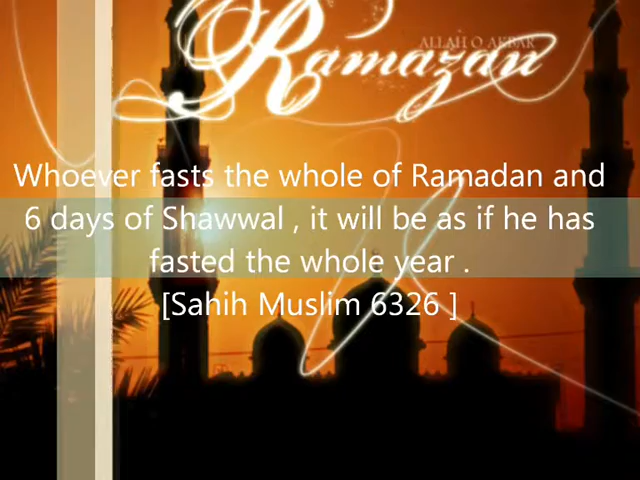 Ramazan
ALLAH O AKBAR
Whoever fasts the whole of Ramadan and
6 days of Shawwal , it will be as if he has
fasted the whole year .
[Sahih Muslim 6326 ]